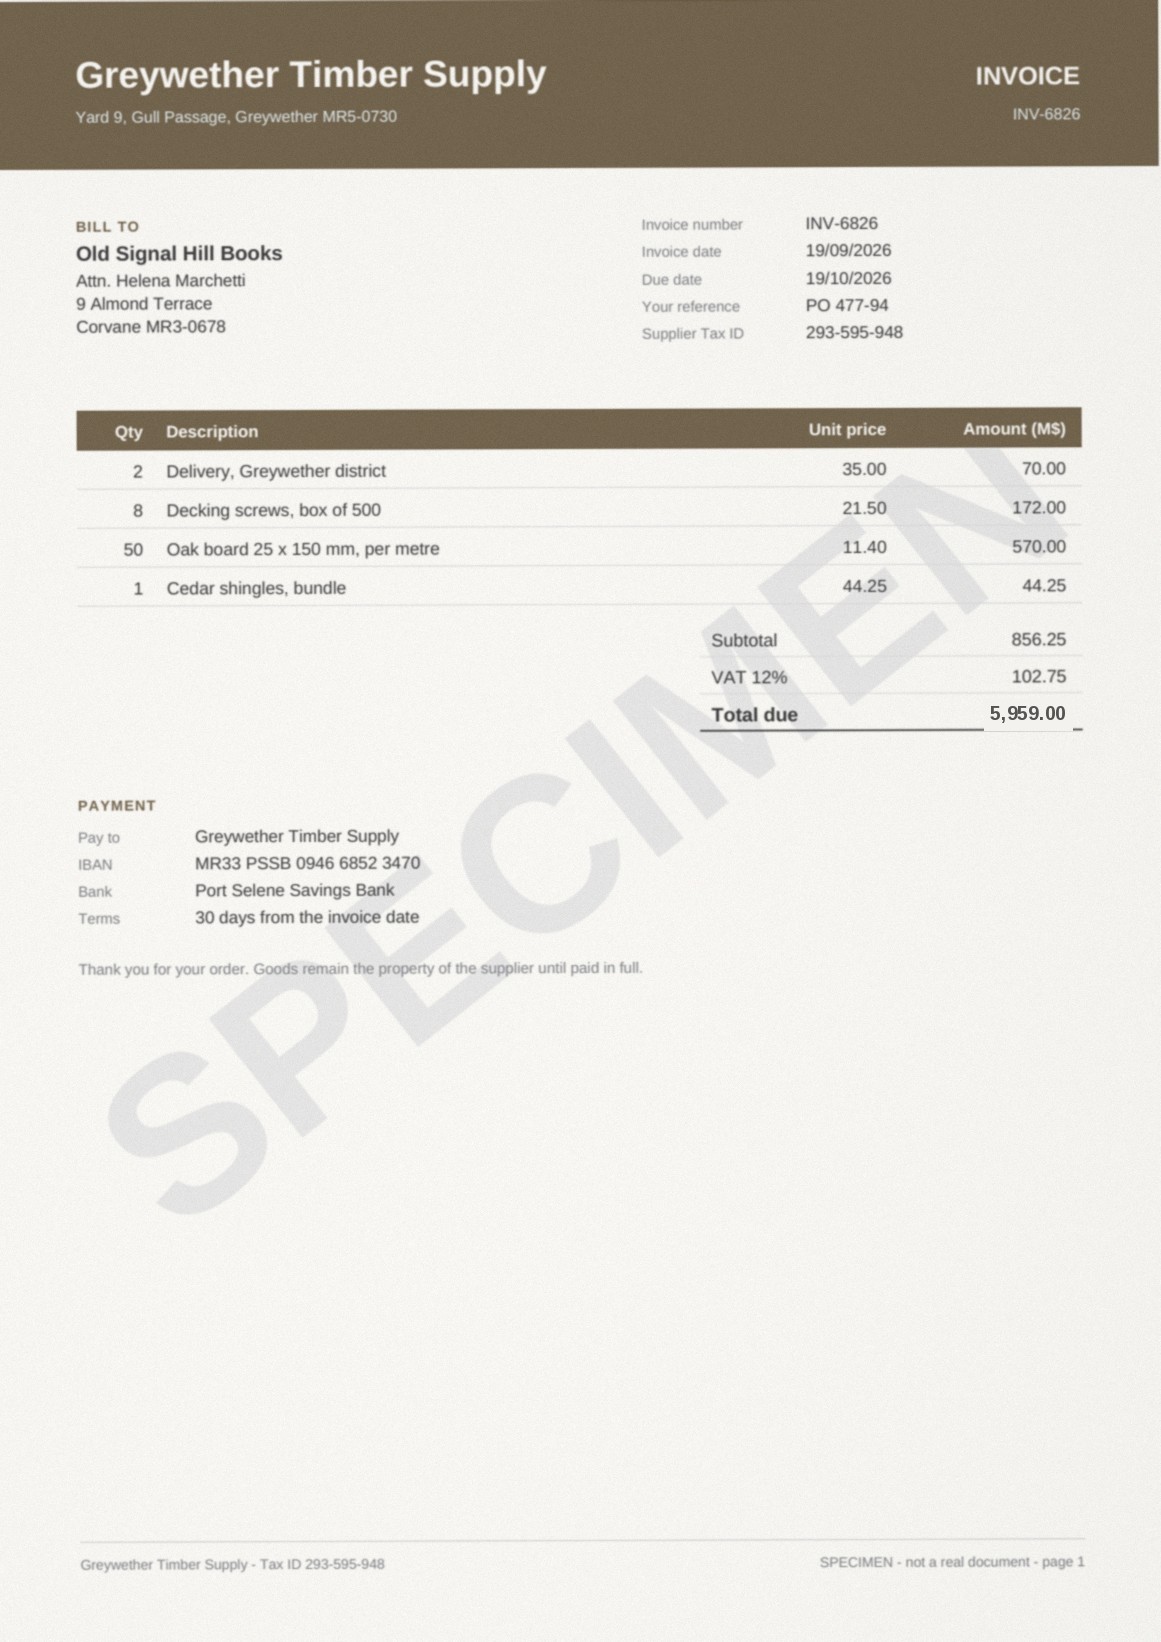 Greywether Timber Supply
INVOICE
Yard 9, Gull Passage, Greywether MR5-0730
INV-6826
BILL TO
Old Signal Hill Books
Attn. Helena Marchetti
9 Almond Terrace
Corvane MR3-0678
Invoice number INV-6826
Invoice date 19/09/2026
Due date 19/10/2026
Your reference PO 477-94
Supplier Tax ID 293-595-948
Qty Description Unit price Amount (M$)
2 Delivery, Greywether district 35.00 70.00
8 Decking screws, box of 500 21.50 172.00
50 Oak board 25 x 150 mm, per metre 11.40 570.00
1 Cedar shingles, bundle 44.25 44.25
Subtotal 856.25
VAT 12% 102.75
Total due 5,959.00
PAYMENT
Pay to Greywether Timber Supply
IBAN MR33 PSSB 0946 6852 3470
Bank Port Selene Savings Bank
Terms 30 days from the invoice date
Thank you for your order. Goods remain the property of the supplier until paid in full.
SPECIMEN
Greywether Timber Supply - Tax ID 293-595-948
SPECIMEN - not a real document - page 1